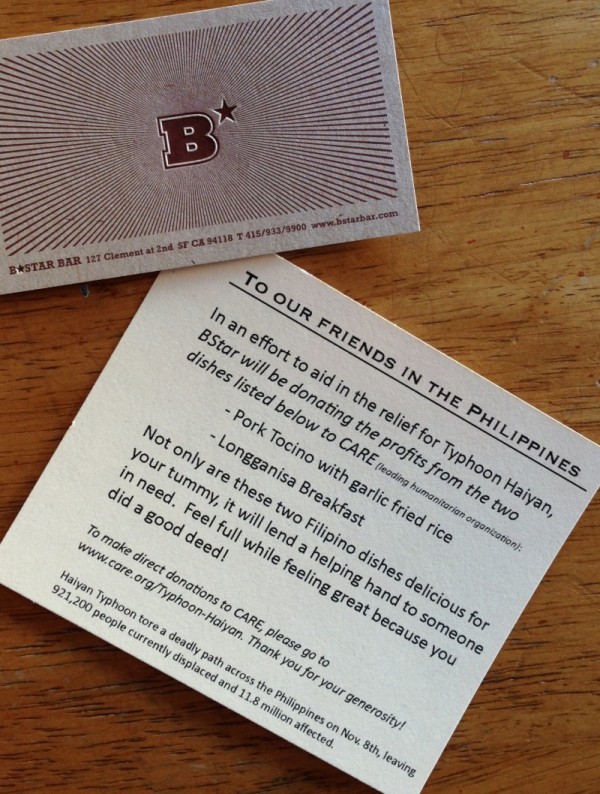 B★
B★STAR BAR 127 Clement at 2nd SF CA 94118 T 415/933/9900 www.bstarbar.com
TO OUR FRIENDS IN THE PHILIPPINES
In an effort to aid in the relief for Typhoon Haiyan,
BStar will be donating the profits from the two
dishes listed below to CARE (leading humanitarian organization):
- Pork Tocino with garlic fried rice
- Longganisa Breakfast
Not only are these two Filipino dishes delicious for
your tummy, it will lend a helping hand to someone
in need. Feel full while feeling great because you
did a good deed!
To make direct donations to CARE, please go to
www.care.org/Typhoon-Haiyan. Thank you for your generosity!
Haiyan Typhoon tore a deadly path across the Philippines on Nov. 8th, leaving
921,200 people currently displaced and 11.8 million affected.